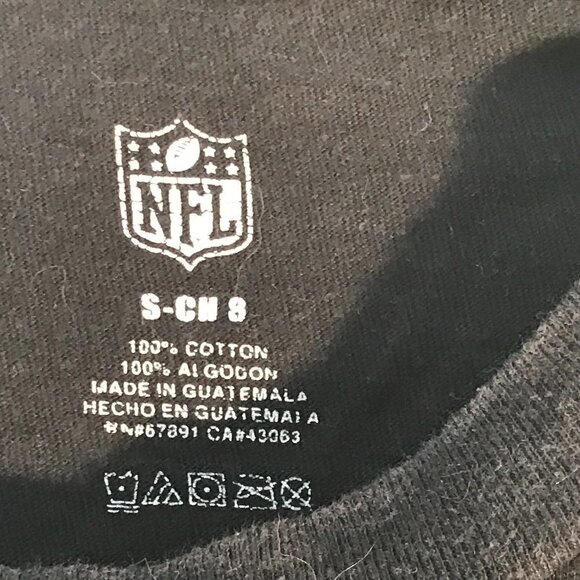 NFL
S-CH 8
100% COTTON
100% ALGODON
MADE IN GUATEMALA
HECHO EN GUATEMALA
RN#67891 CA#43063